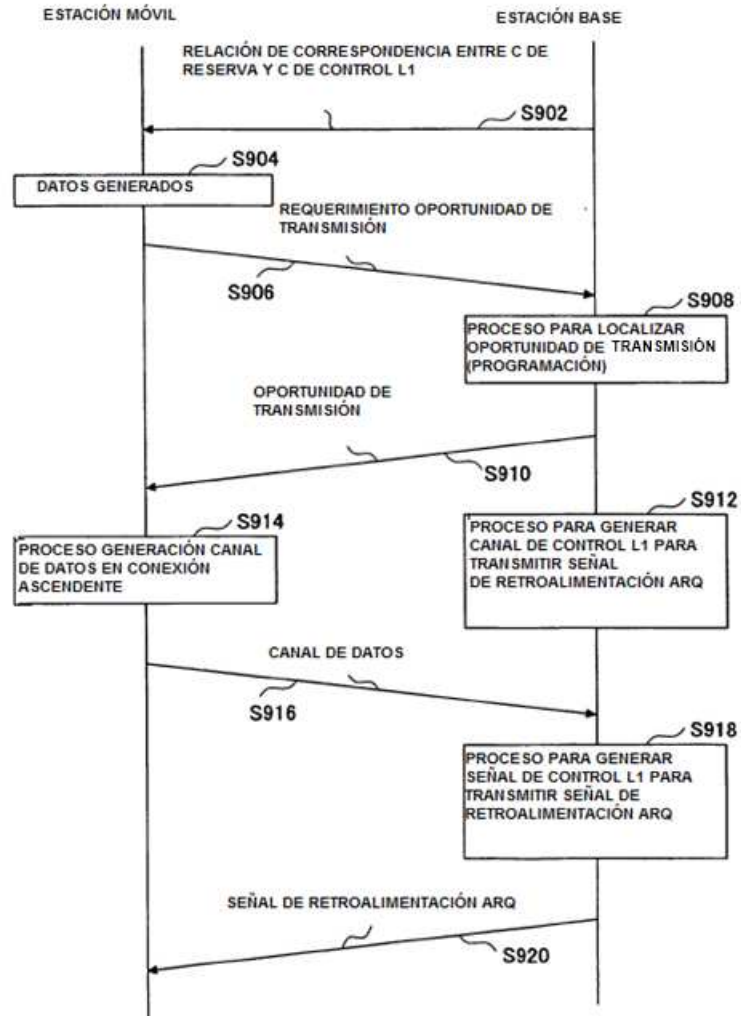 ESTACIÓN MÓVIL
ESTACIÓN BASE
RELACIÓN DE CORRESPONDENCIA ENTRE C DE
RESERVA Y C DE CONTROL L1
S902
S904
DATOS GENERADOS
REQUERIMIENTO OPORTUNIDAD DE
TRANSMISIÓN
S906
S908
PROCESO PARA LOCALIZAR
OPORTUNIDAD DE TRANSMISIÓN
(PROGRAMACIÓN)
OPORTUNIDAD DE
TRANSMISIÓN
S910
S912
PROCESO PARA GENERAR
CANAL DE CONTROL L1 PARA
TRANSMITIR SEÑAL
DE RETROALIMENTACIÓN ARQ
S914
PROCESO GENERACIÓN CANAL
DE DATOS EN CONEXIÓN
ASCENDENTE
CANAL DE DATOS
S916
S918
PROCESO PARA GENERAR
SEÑAL DE CONTROL L1 PARA
TRANSMITIR SEÑAL DE
RETROALIMENTACIÓN ARQ
SEÑAL DE RETROALIMENTACIÓN ARQ
S920